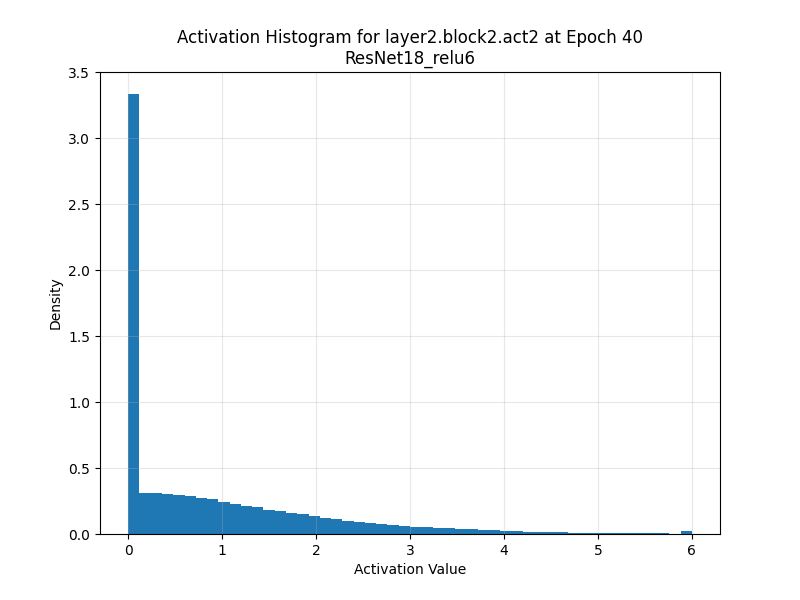 Activation Histogram for layer2.block2.act2 at Epoch 40
ResNet18_relu6
3.5
3.0
2.5
2.0
1.5
1.0
0.5
0.0
Density
0 1 2 3 4 5 6
Activation Value